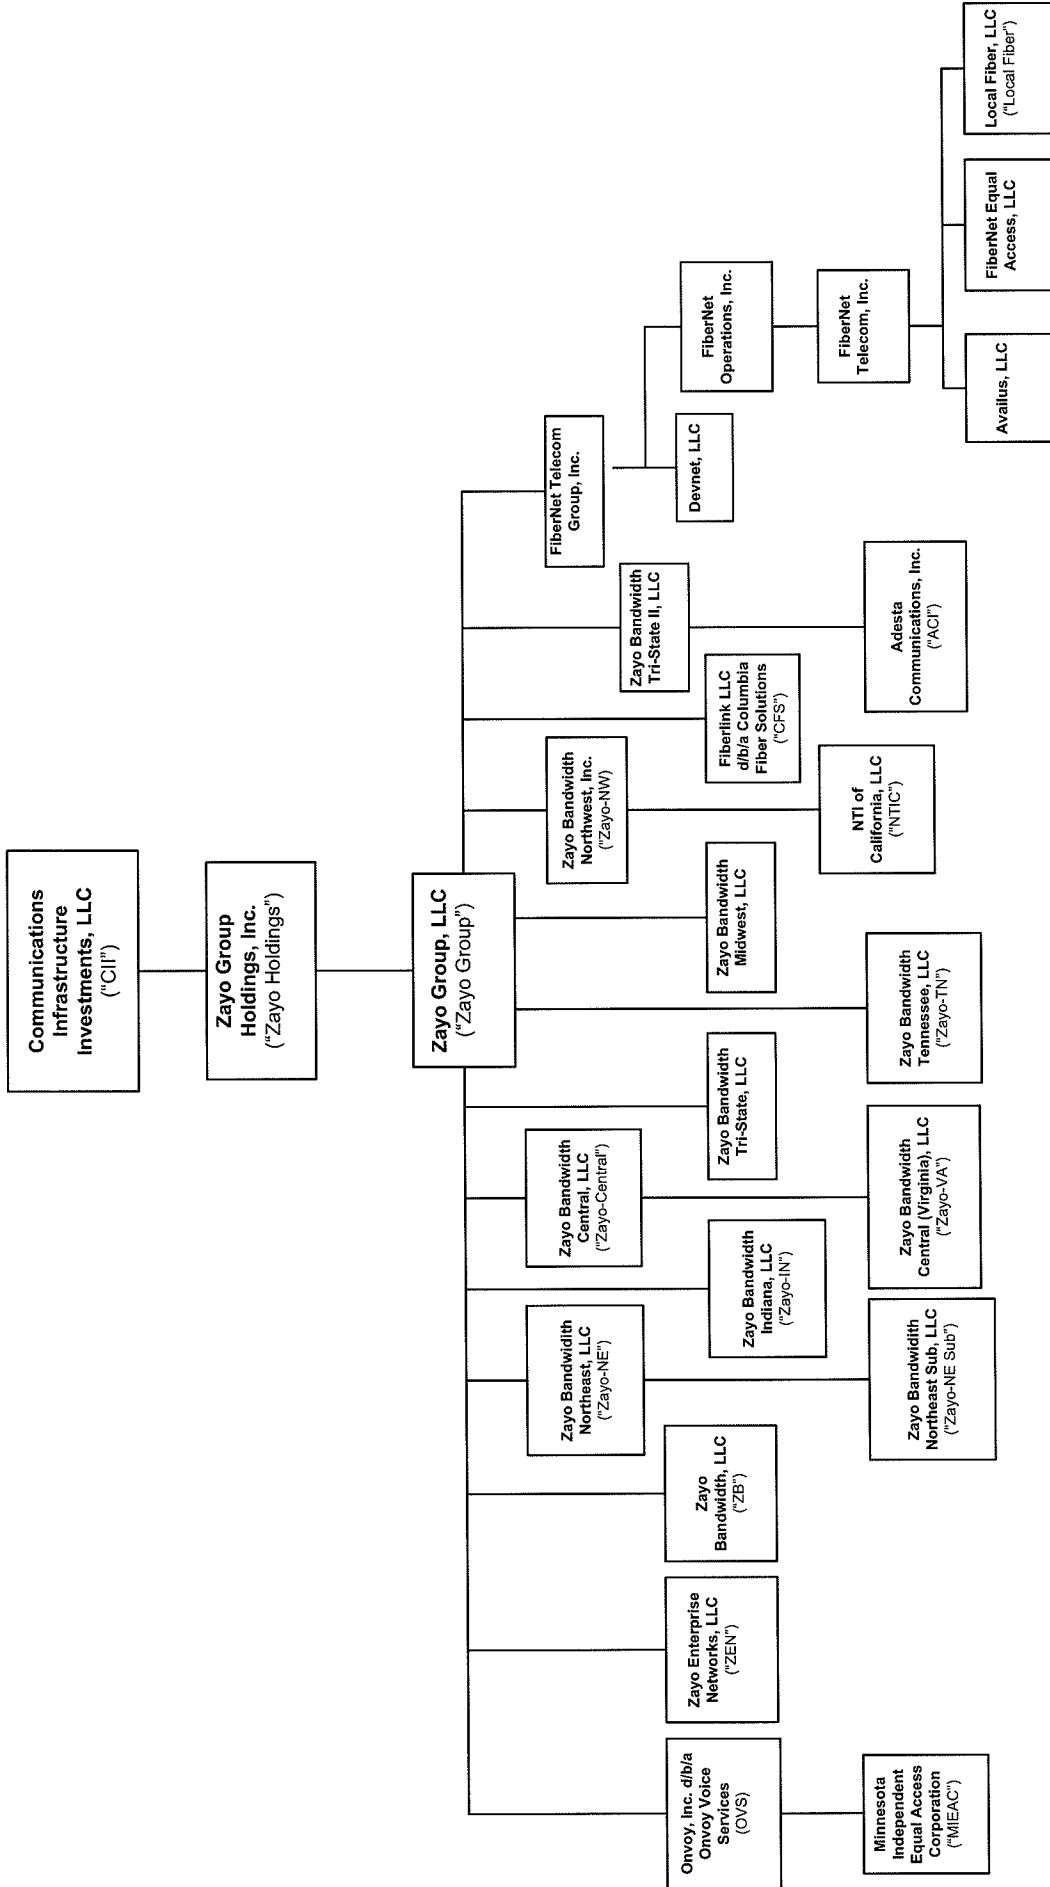 Communications
Infrastructure
Investments, LLC
("CII")
Zayo Group
Holdings, Inc.
("Zayo Holdings")
Zayo Group, LLC
("Zayo Group")
Onvoy, Inc. d/b/a
Onvoy Voice
Services
(OVS)
Minnesota
Independent
Equal Access
Corporation
("MIEAC")
Zayo Enterprise
Networks, LLC
("ZEN")
Zayo
Bandwidth, LLC
("ZB")
Zayo Bandwidith
Northeast, LLC
("Zayo-NE")
Zayo Bandwidith
Northeast Sub, LLC
("Zayo-NE Sub")
Zayo Bandwidth
Indiana, LLC
("Zayo-IN")
Zayo Bandwidth
Central, LLC
("Zayo-Central")
Zayo Bandwidth
Central (Virginia), LLC
("Zayo-VA")
Zayo Bandwidth
Tri-State, LLC
Zayo Bandwidth
Tennessee, LLC
("Zayo-TN")
Zayo Bandwidth
Midwest, LLC
Zayo Bandwidth
Northwest, Inc.
("Zayo-NW)
NTI of
California, LLC
("NTIC")
Fiberlink LLC
d/b/a Columbia
Fiber Solutions
("CFS")
Zayo Bandwidth
Tri-State II, LLC
Adesta
Communications, Inc.
("ACI")
FiberNet Telecom
Group, Inc.
Devnet, LLC
FiberNet
Operations, Inc.
FiberNet
Telecom, Inc.
Availus, LLC
FiberNet Equal
Access, LLC
Local Fiber, LLC
("Local Fiber")